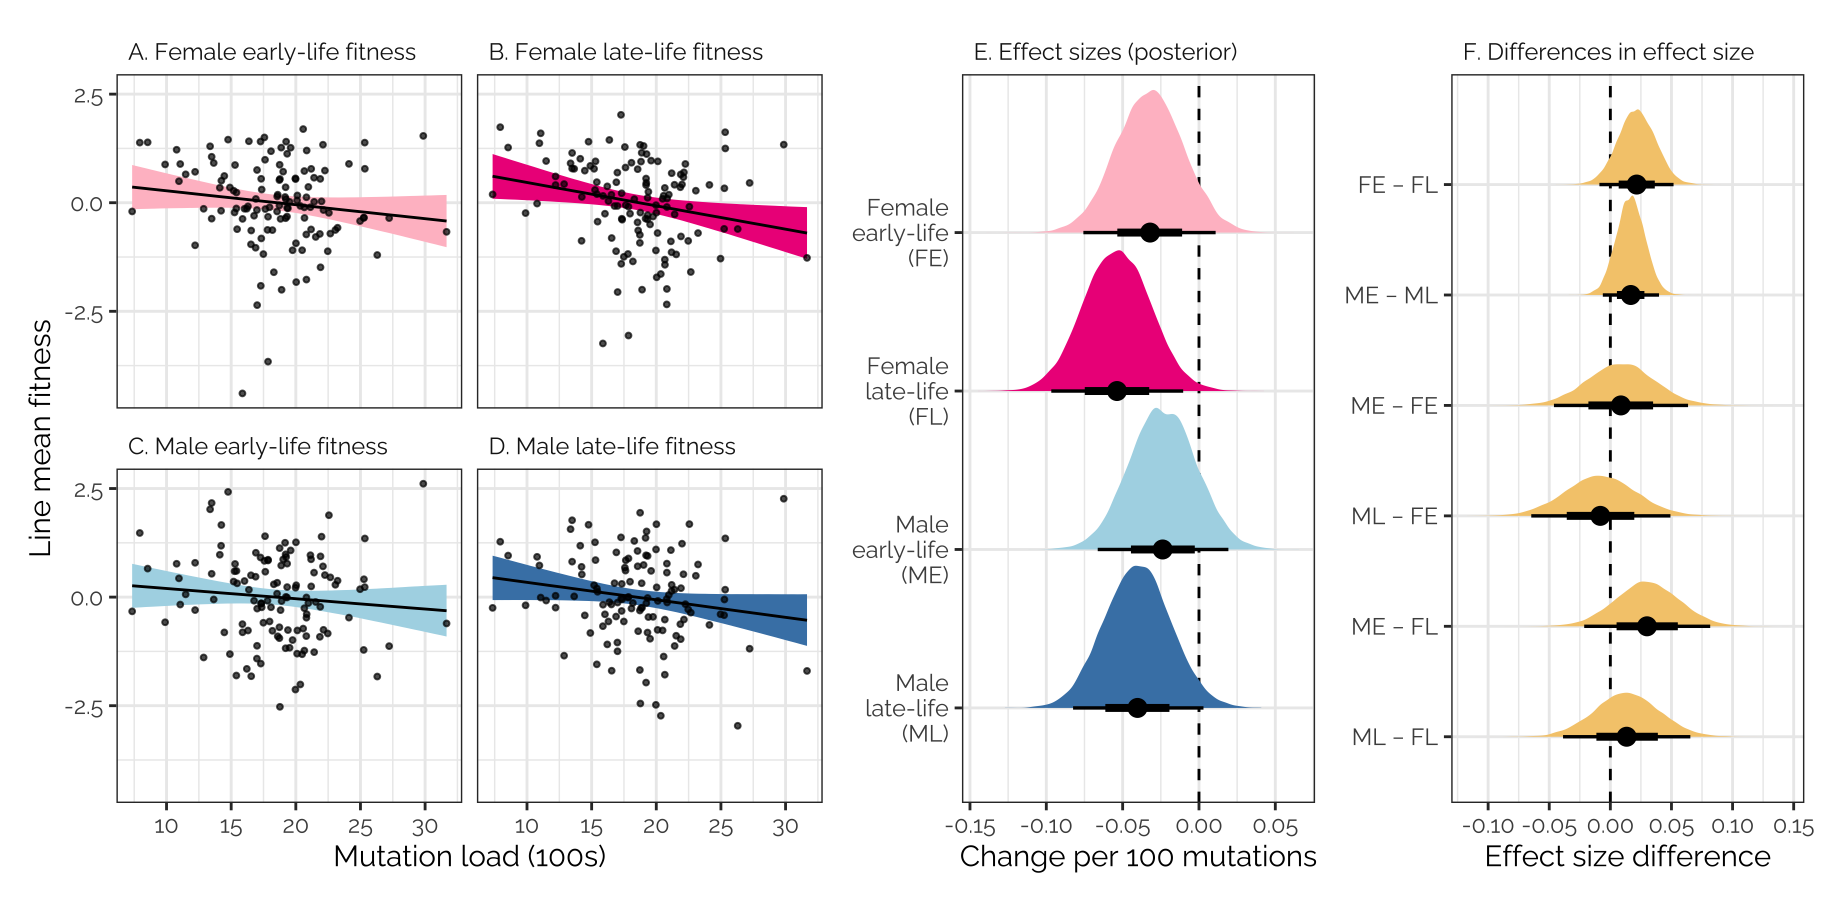 A. Female early-life fitness
B. Female late-life fitness
E. Effect sizes (posterior)
F. Differences in effect size
Line mean fitness
2.5
0.0
-2.5
C. Male early-life fitness
D. Male late-life fitness
2.5
0.0
-2.5
10 15 20 25 30
10 15 20 25 30
Mutation load (100s)
Female
early-life
(FE)
Female
late-life
(FL)
Male
early-life
(ME)
Male
late-life
(ML)
-0.15 -0.10 -0.05 0.00 0.05
Change per 100 mutations
FE – FL
ME – ML
ME – FE
ML – FE
ME – FL
ML – FL
-0.10 -0.05 0.00 0.05 0.10 0.15
Effect size difference